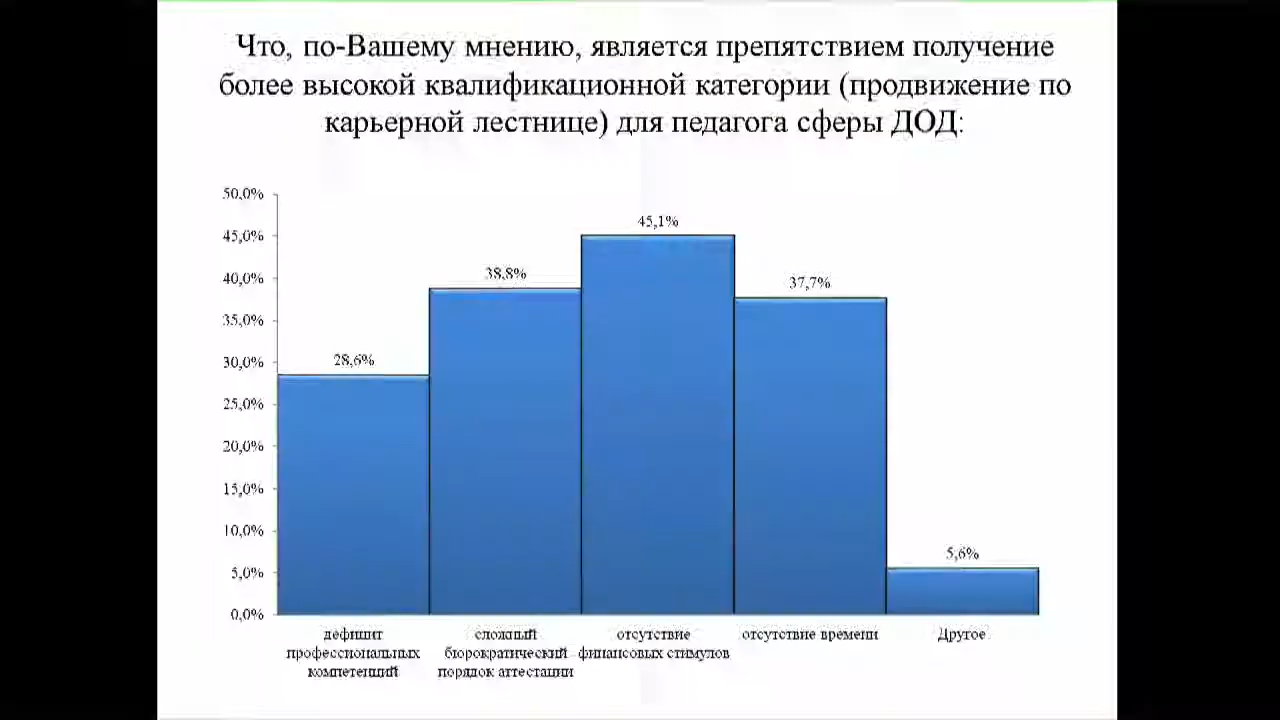 Что, по-Вашему мнению, является препятствием получение
более высокой квалификационной категории (продвижение по
карьерной лестнице) для педагога сферы ДОД:
50,0%
45,0%
40,0%
35,0%
30,0%
25,0%
20,0%
15,0%
10,0%
5,0%
0,0%
28,6%
38,8%
45,1%
37,7%
5,6%
дефицит
профессиональных
компетенций
сложный
бюрократический
порядок аттестации
отсутствие
финансовых стимулов
отсутствие времени
Другое